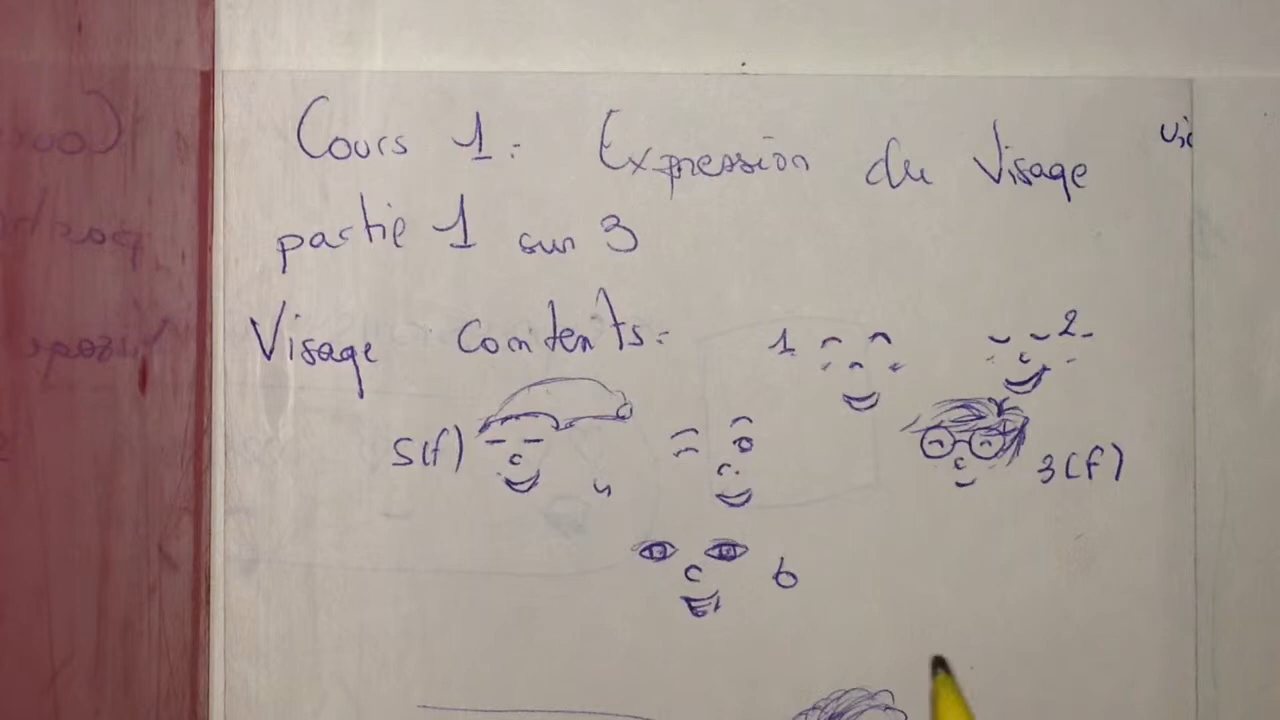 Cours 1: Expression du Visage
partie 1 sur 3
Visage Contents:
1
2
5(f)
4
3(f)
6